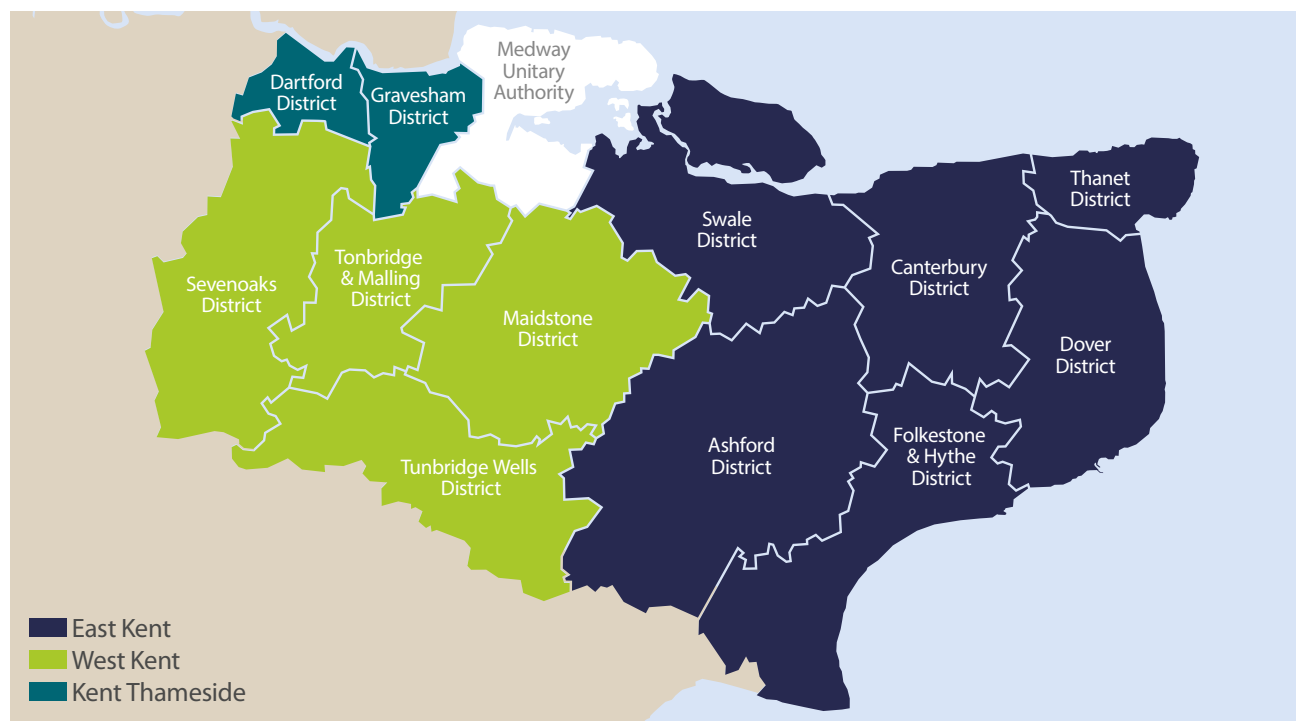 Medway
Unitary
Authority
Dartford
District
Gravesham
District
Thanet
District
Swale
District
Tonbridge
& Malling
District
Sevenoaks
District
Canterbury
District
Maidstone
District
Dover
District
Ashford
District
Folkestone
& Hythe
District
Tunbridge Wells
District
East Kent
West Kent
Kent Thameside